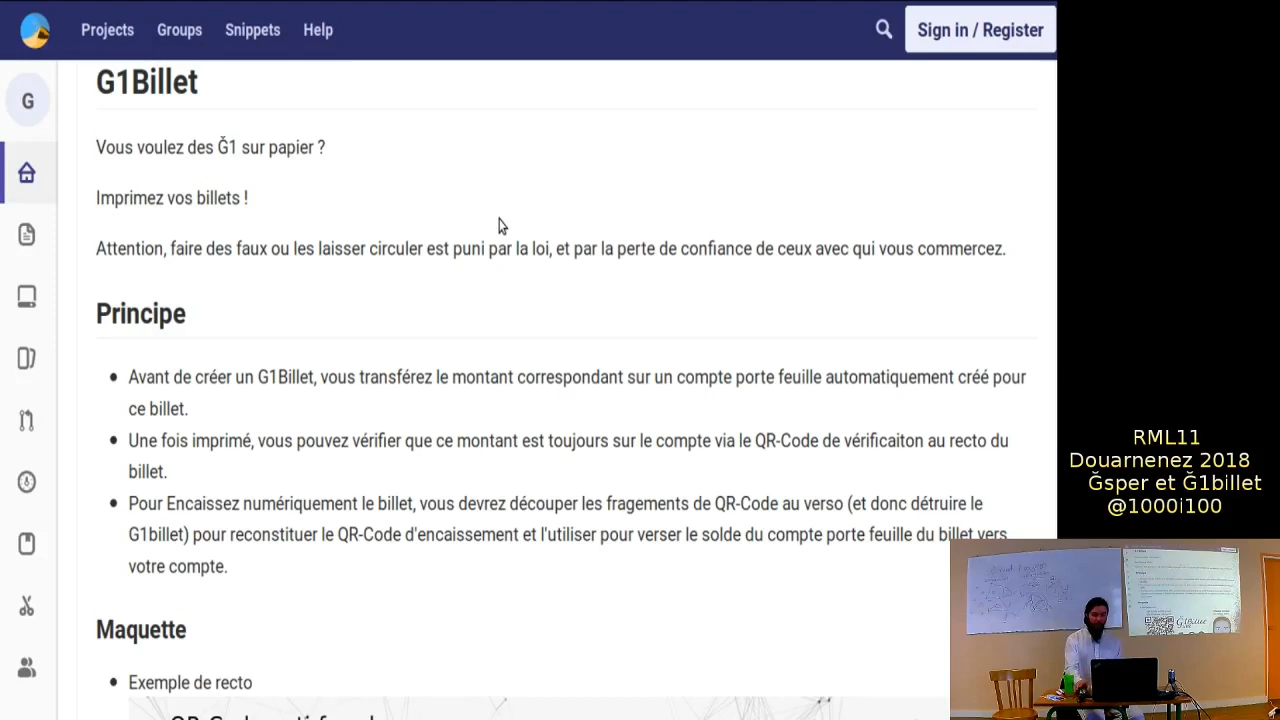 Projects Groups Snippets Help Sign in / Register
G
G1Billet
Vous voulez des Ğ1 sur papier ?
Imprimez vos billets !
Attention, faire des faux ou les laisser circuler est puni par la loi, et par la perte de confiance de ceux avec qui vous commercez.
Principe
Avant de créer un G1Billet, vous transférez le montant correspondant sur un compte porte feuille automatiquement créé pour
ce billet.
Une fois imprimé, vous pouvez vérifier que ce montant est toujours sur le compte via le QR-Code de vérificaiton au recto du
billet.
Pour Encaissez numériquement le billet, vous devrez découper les fragements de QR-Code au verso (et donc détruire le
G1billet) pour reconstituer le QR-Code d'encaissement et l'utiliser pour verser le solde du compte porte feuille du billet vers
votre compte.
Maquette
Exemple de recto
RML11
Douarnenez 2018
Ğsper et Ğ1billet
@1000i100